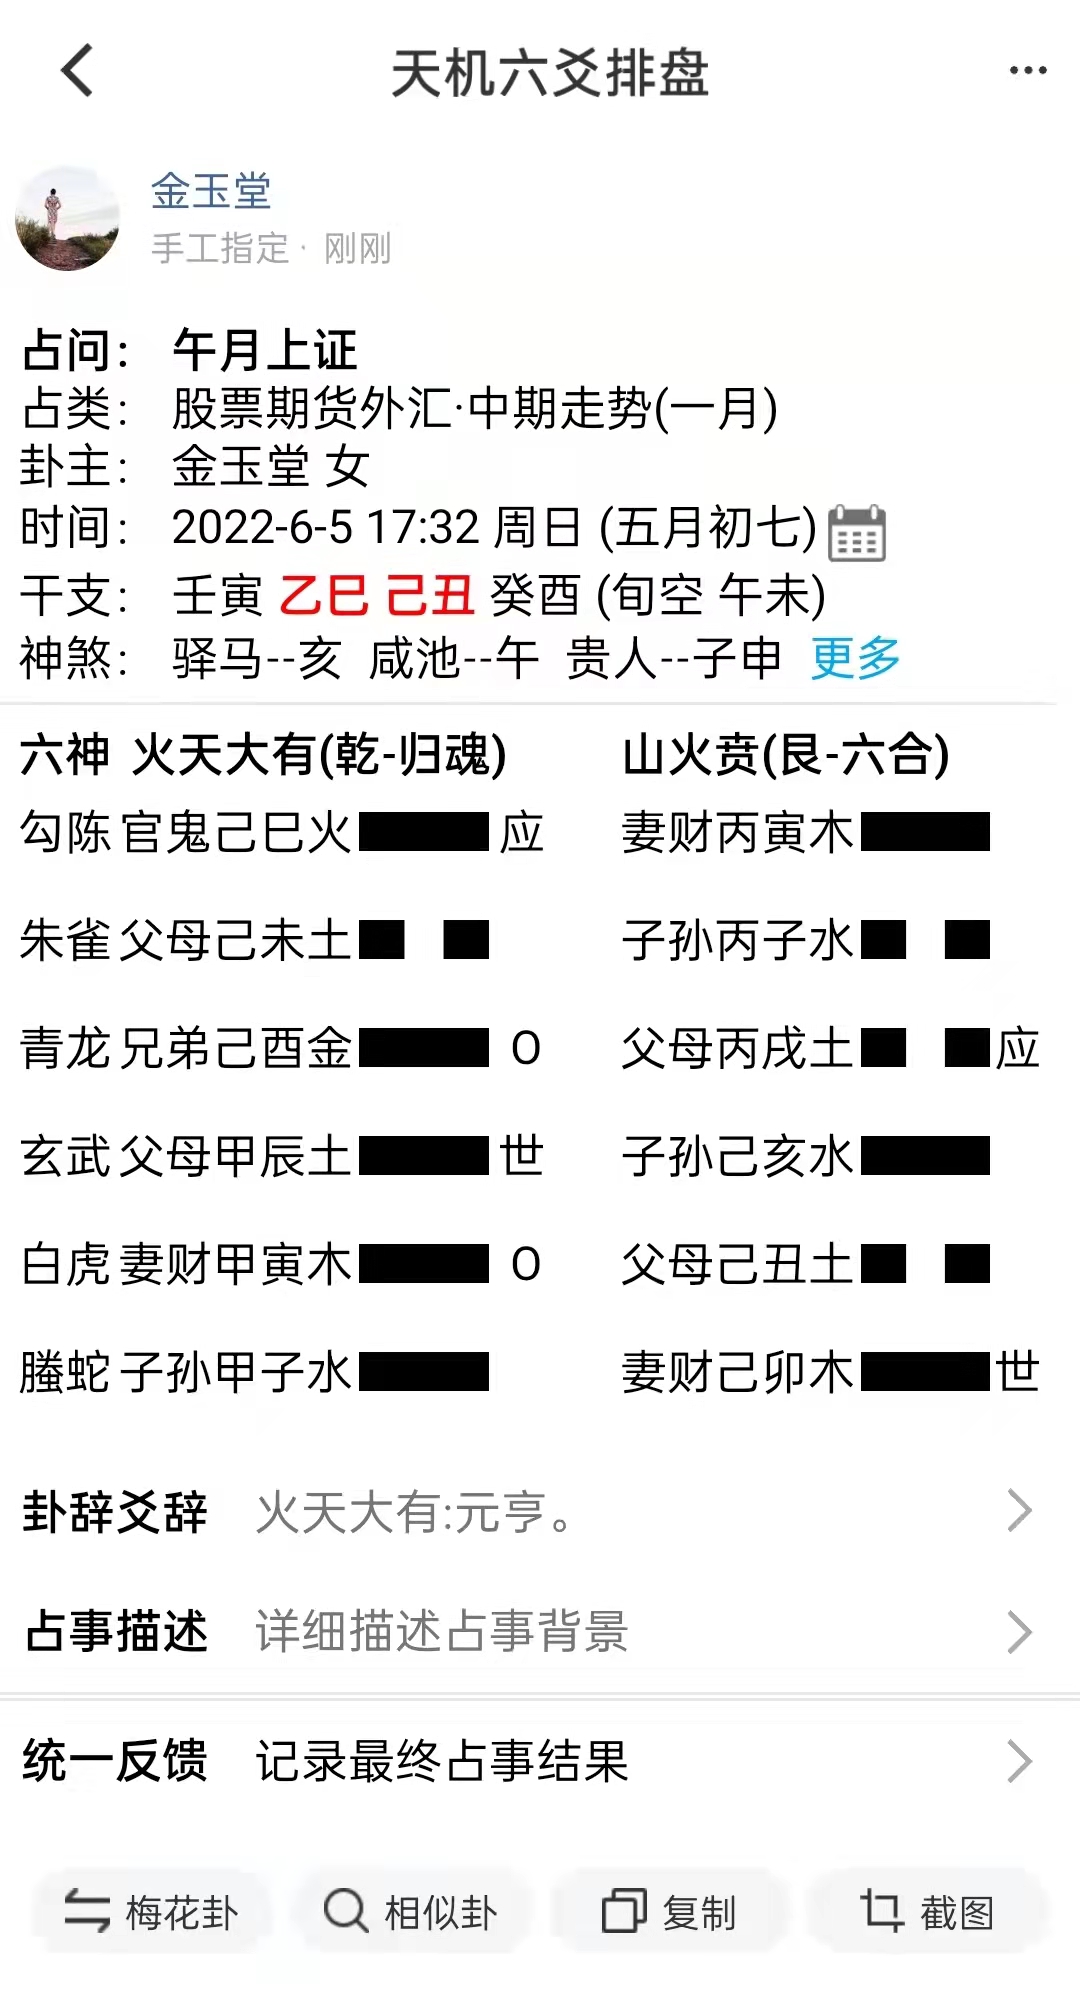 天机六爻排盘
金玉堂
手工指定· 刚刚
占问： 午月上证
占类： 股票期货外汇·中期走势(一月)
卦主： 金玉堂 女
时间： 2022-6-5 17:32 周日 (五月初七)
干支： 壬寅 乙巳 己丑 癸酉 (旬空 午未)
神煞： 驿马--亥 咸池--午 贵人--子申 更多
六神 火天大有(乾-归魂) 山火贲(艮-六合)
勾陈 官鬼己巳火 应 妻财丙寅木
朱雀 父母己未土 子孙丙子水
青龙 兄弟己酉金 O 父母丙戌土 应
玄武 父母甲辰土 世 子孙己亥水
白虎 妻财甲寅木 O 父母己丑土
螣蛇 子孙甲子水 妻财己卯木 世
卦辞爻辞 火天大有:元亨。
占事描述 详细描述占事背景
统一反馈 记录最终占事结果
梅花卦 相似卦 复制 截图